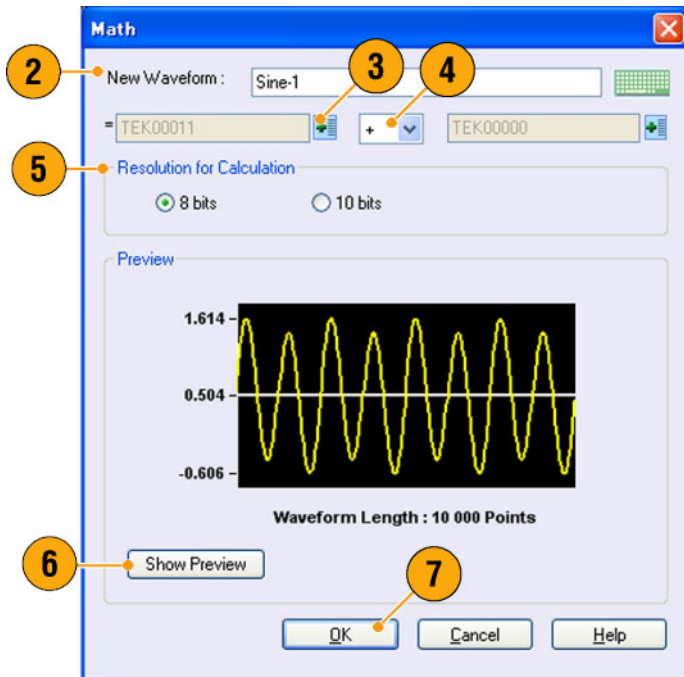 Math
2 New Waveform : Sine-1 3 4
= TEK00011 + TEK00000
5 Resolution for Calculation
8 bits 10 bits
Preview
1.614
0.504
-0.606
Waveform Length : 10 000 Points
6 Show Preview 7
OK Cancel Help